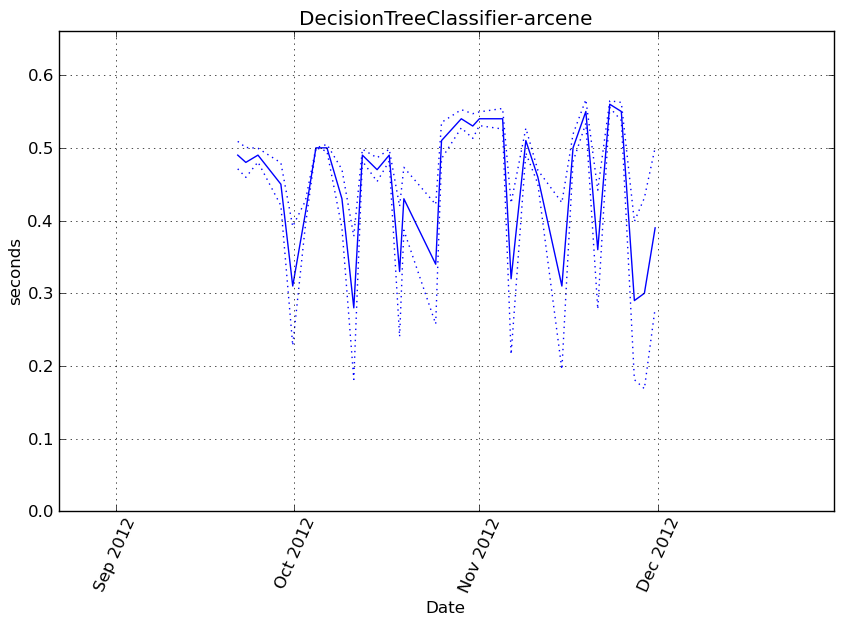 DecisionTreeClassifier-arcene
0.6
0.5
0.4
0.3
0.2
0.1
0.0
seconds
Sep 2012
Oct 2012
Nov 2012
Dec 2012
Date